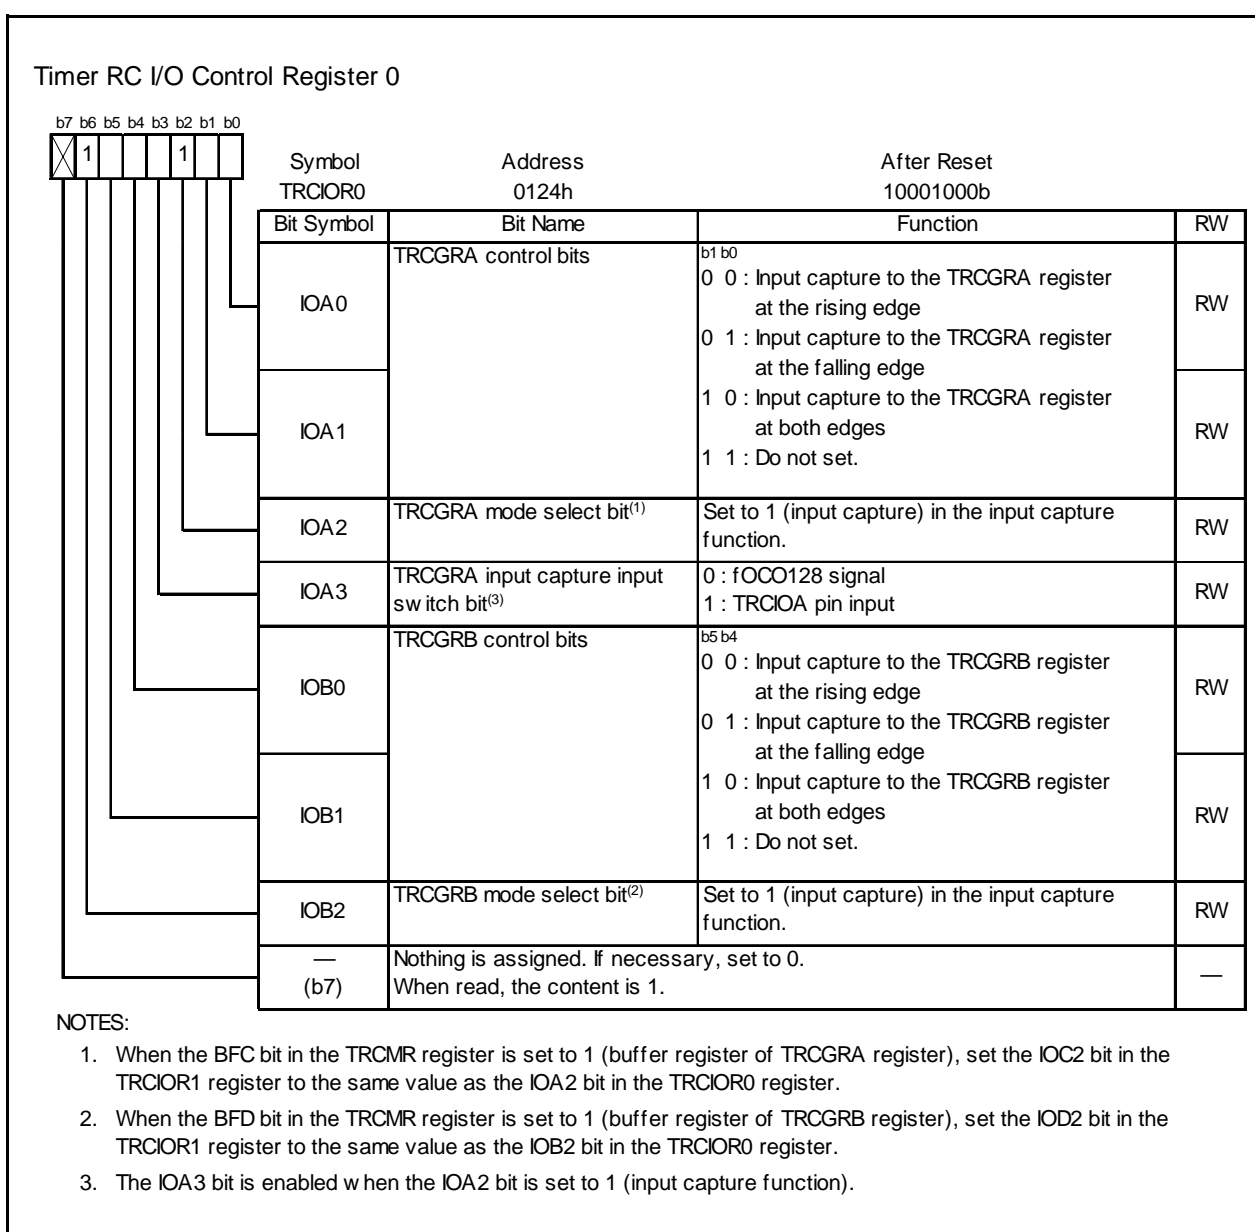 Timer RC I/O Control Register 0
b7 b6 b5 b4 b3 b2 b1 b0
1 1
Symbol Address After Reset
TRCIOR0 0124h 10001000b
Bit Symbol Bit Name Function RW
IOA0
TRCGRA control bits
b1 b0
0 0 : Input capture to the TRCGRA register
at the rising edge
0 1 : Input capture to the TRCGRA register
at the falling edge
1 0 : Input capture to the TRCGRA register
at both edges
1 1 : Do not set.
RW
IOA1
RW
IOA2
TRCGRA mode select bit(1)
Set to 1 (input capture) in the input capture
function.
RW
IOA3
TRCGRA input capture input
switch bit(3)
0 : fOCO128 signal
1 : TRCIOA pin input
RW
IOB0
TRCGRB control bits
b5 b4
0 0 : Input capture to the TRCGRB register
at the rising edge
0 1 : Input capture to the TRCGRB register
at the falling edge
1 0 : Input capture to the TRCGRB register
at both edges
1 1 : Do not set.
RW
IOB1
RW
IOB2
TRCGRB mode select bit(2)
Set to 1 (input capture) in the input capture
function.
RW
—
(b7)
Nothing is assigned. If necessary, set to 0.
When read, the content is 1.
—
NOTES:
1. When the BFC bit in the TRCMR register is set to 1 (buffer register of TRCGRA register), set the IOC2 bit in the
TRCIOR1 register to the same value as the IOA2 bit in the TRCIOR0 register.
2. When the BFD bit in the TRCMR register is set to 1 (buffer register of TRCGRB register), set the IOD2 bit in the
TRCIOR1 register to the same value as the IOB2 bit in the TRCIOR0 register.
3. The IOA3 bit is enabled when the IOA2 bit is set to 1 (input capture function).